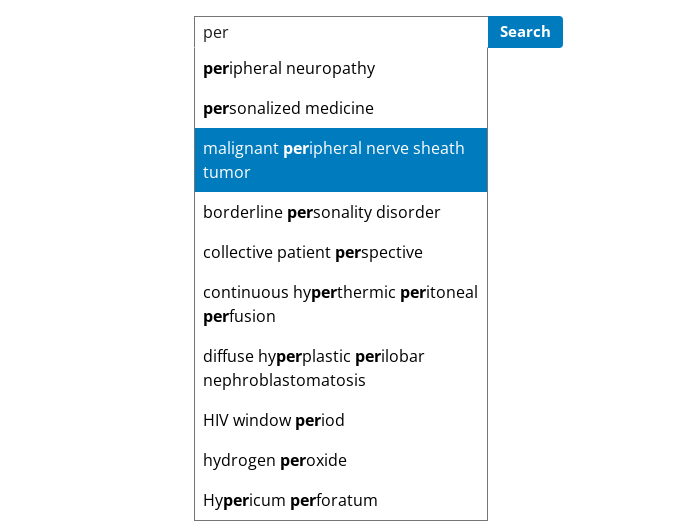 per Search
peripheral neuropathy
personalized medicine
malignant peripheral nerve sheath
tumor
borderline personality disorder
collective patient perspective
continuous hyperthermic peritoneal
perfusion
diffuse hyperplastic perilobar
nephroblastomatosis
HIV window period
hydrogen peroxide
Hypericum perforatum